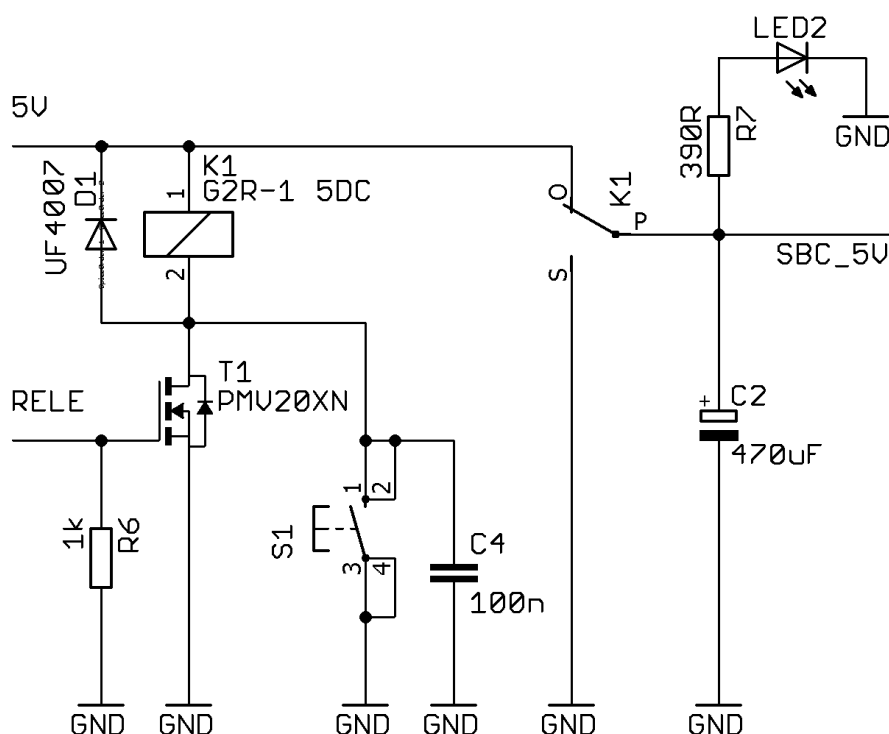 LED2
5V
GND
390R
R7
K1
G2R-1 5DC
1
2
UF4007
D1
O
K1
P
S
SBC_5V
T1
PMV20XN
RELE
+
C2
470uF
1
2
S1
3
4
1k
R6
C4
100n
GND
GND
GND
GND
GND
GND